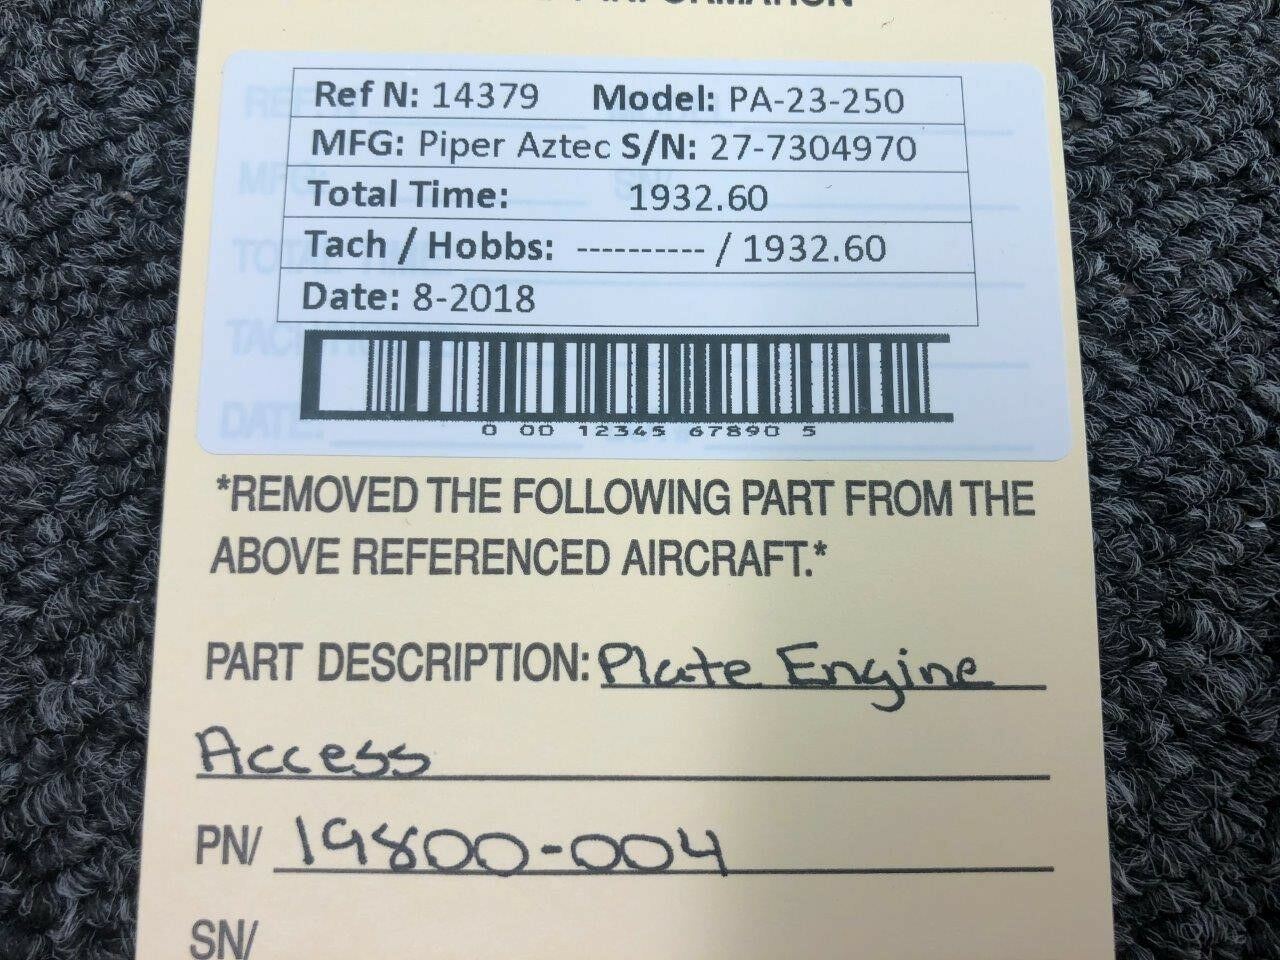 Ref N: 14379 Model: PA-23-250
MFG: Piper Aztec S/N: 27-7304970
Total Time: 1932.60
Tach / Hobbs: ---------- / 1932.60
Date: 8-2018
0 00 12345 67890 5
*REMOVED THE FOLLOWING PART FROM THE
ABOVE REFERENCED AIRCRAFT.*
PART DESCRIPTION: Plate Engine
Access
PN/ 19800-004
SN/